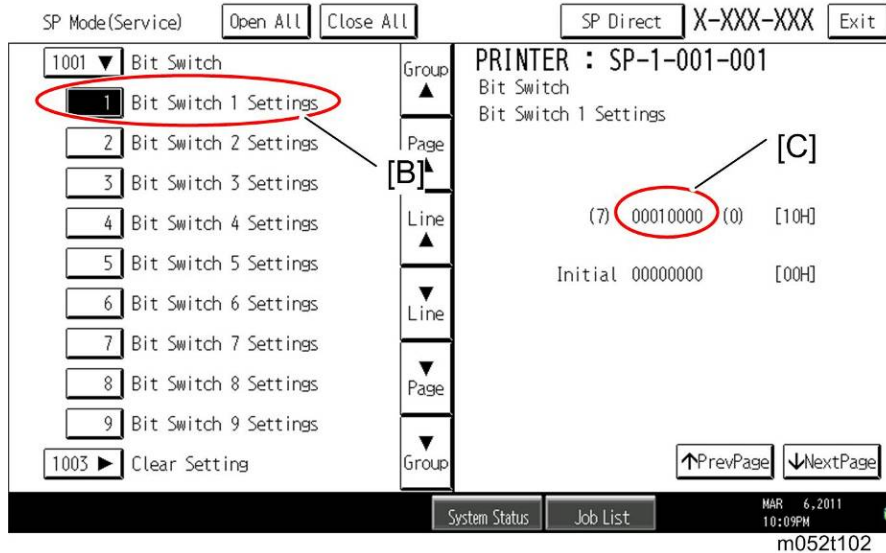 SP Mode(Service) Open All Close All SP Direct X-XXX-XXX Exit
1001 ▼ Bit Switch
1 Bit Switch 1 Settings
2 Bit Switch 2 Settings
3 Bit Switch 3 Settings
4 Bit Switch 4 Settings
5 Bit Switch 5 Settings
6 Bit Switch 6 Settings
7 Bit Switch 7 Settings
8 Bit Switch 8 Settings
9 Bit Switch 9 Settings
1003 ► Clear Setting
[B]
Group
▲
Page
▲
Line
▲
▼
Line
▼
Page
▼
Group
PRINTER : SP-1-001-001
Bit Switch
Bit Switch 1 Settings
[C]
(7) 00010000 (0) [10H]
Initial 00000000 [00H]
↑PrevPage ↓NextPage
System Status Job List MAR 6,2011
10:09PM
m052t102